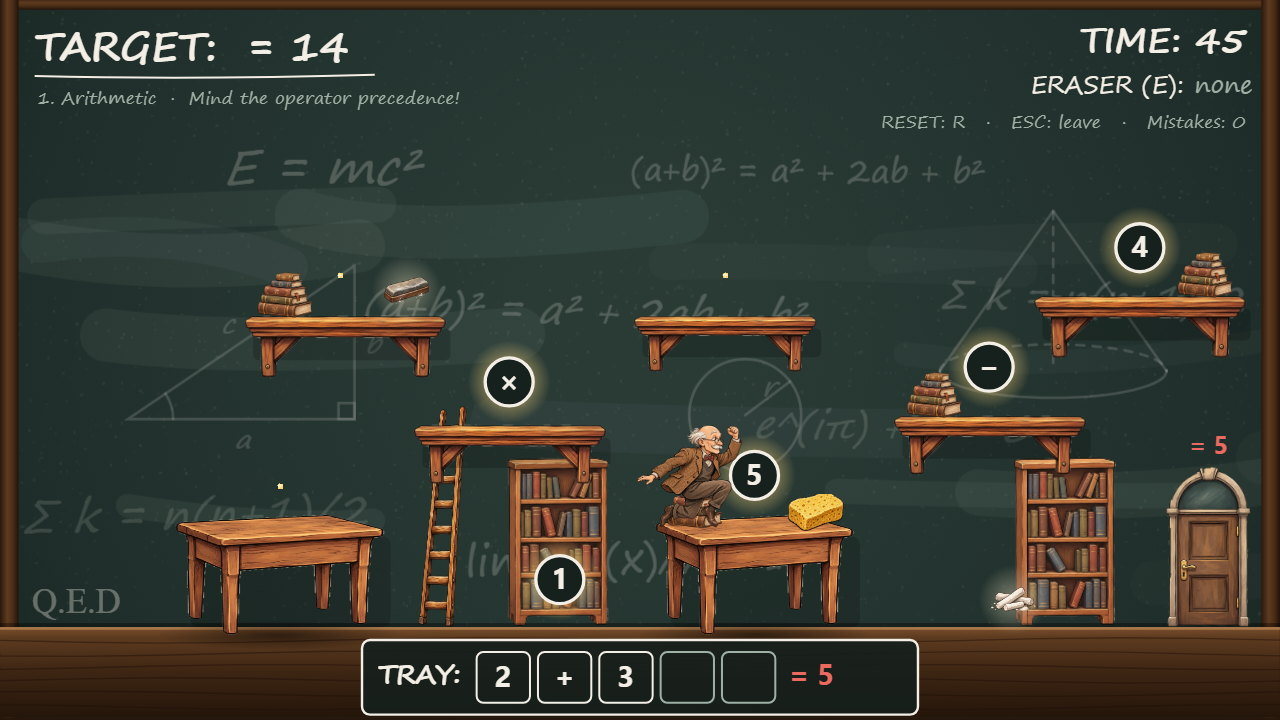 TARGET: = 14
1. Arithmetic · Mind the operator precedence!
TIME: 45
ERASER (E): none
RESET: R · ESC: leave · Mistakes: 0
E = mc²
(a+b)² = a² + 2ab + b²
4
c
(a+b)² = a² + 2ab + b²
b
×
−
r
a
= 5
5
1
Q.E.D
TRAY: 2 + 3 = 5